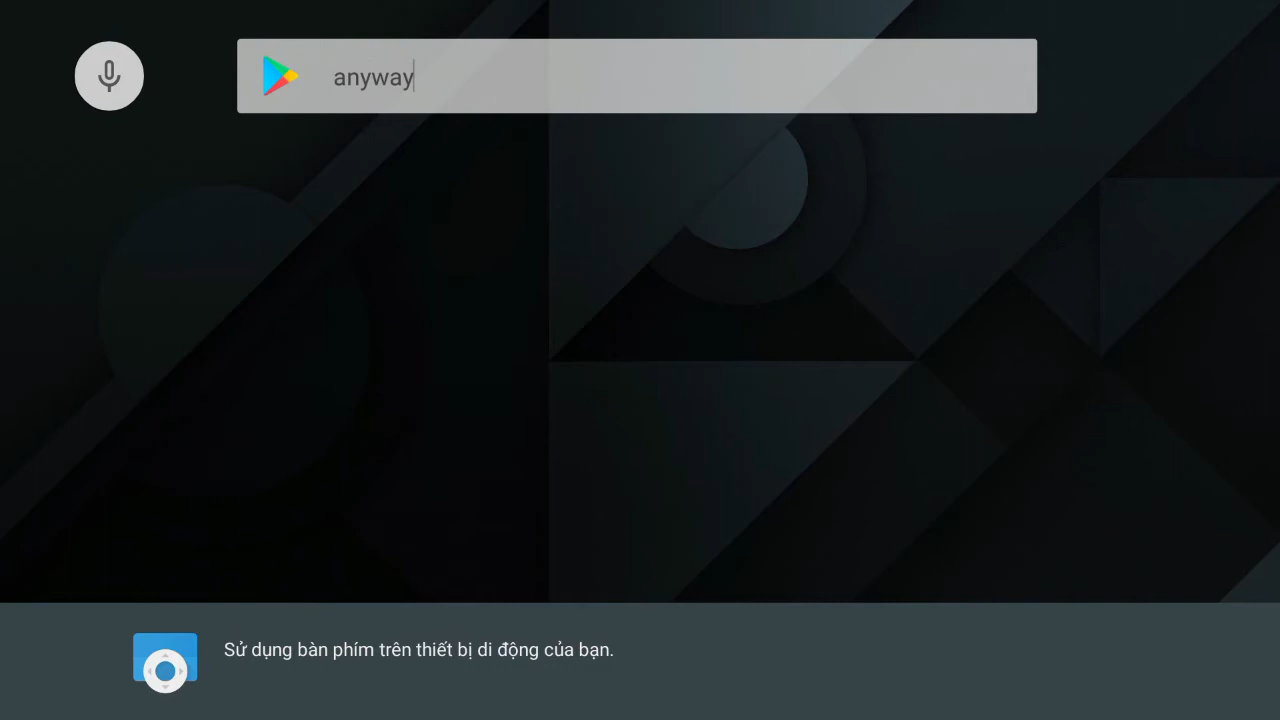 anyway
Sử dụng bàn phím trên thiết bị di động của bạn.